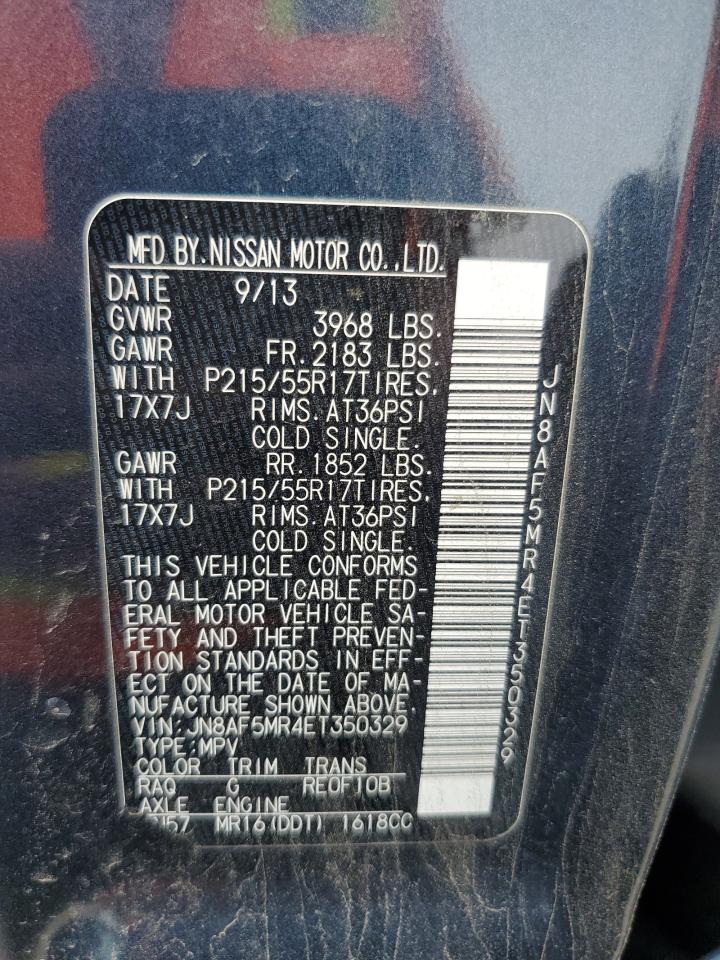 MFD BY.NISSAN MOTOR CO.,LTD.
DATE 9/13
GVWR 3968 LBS.
GAWR FR.2183 LBS.
WITH P215/55R17TIRES.
17X7J RIMS.AT36PSI
COLD SINGLE.
GAWR RR.1852 LBS.
WITH P215/55R17TIRES.
17X7J RIMS.AT36PSI
COLD SINGLE.
THIS VEHICLE CONFORMS
TO ALL APPLICABLE FED-
ERAL MOTOR VEHICLE SA-
FETY AND THEFT PREVEN-
TION STANDARDS IN EFF-
ECT ON THE DATE OF MA-
NUFACTURE SHOWN ABOVE.
VIN:JN8AF5MR4ET350329
TYPE:MPV
COLOR TRIM TRANS
RAQ G RE0F10B
AXLE ENGINE
MR16(DDT) 1618CC
JN8AF5MR4ET350329